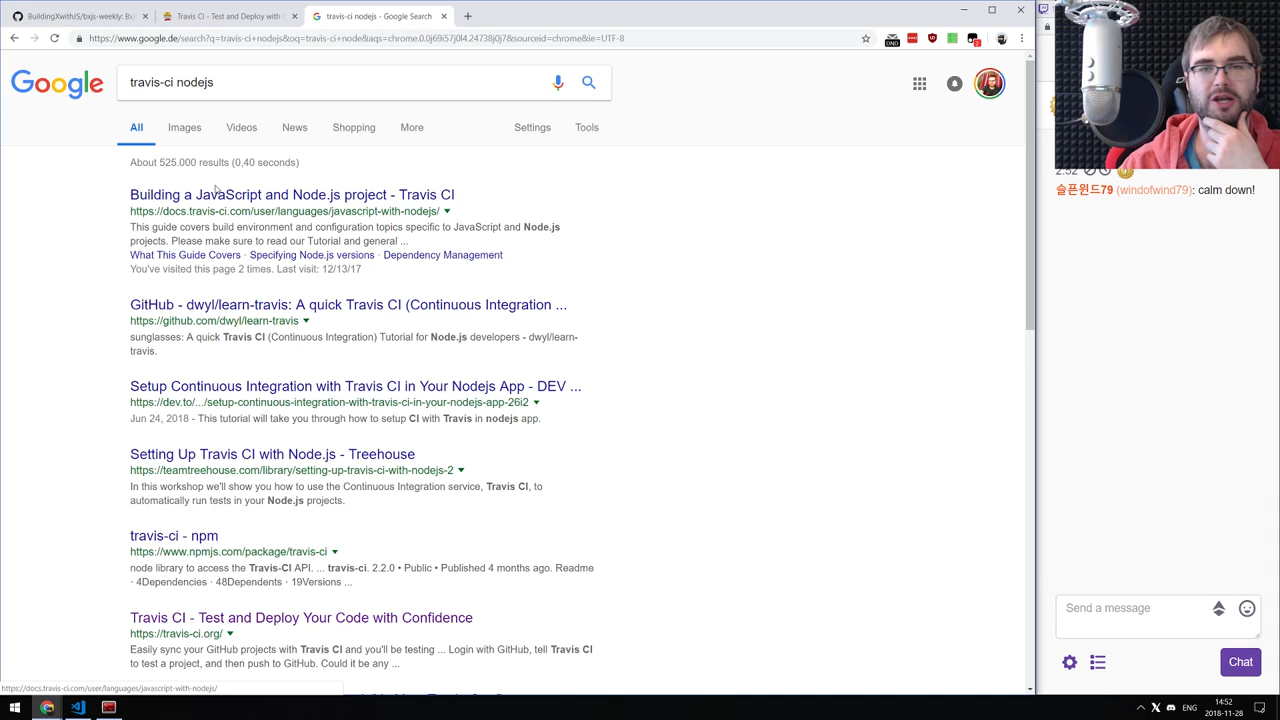 BuildingXwithJS/bxjs-weekly: Bx
Travis CI - Test and Deploy with C
travis-ci nodejs - Google Search
https://www.google.de/search?q=travis-ci+nodejs&oq=travis-ci+node&aqs=chrome.0.0j69i57j0l4.24738j0j7&sourceid=chrome&ie=UTF-8
DND
Google
travis-ci nodejs
All
Images
Videos
News
Shopping
More
Settings
Tools
About 525.000 results (0,40 seconds)
Building a JavaScript and Node.js project - Travis CI
https://docs.travis-ci.com/user/languages/javascript-with-nodejs/
This guide covers build environment and configuration topics specific to JavaScript and Node.js
projects. Please make sure to read our Tutorial and general ...
What This Guide Covers · Specifying Node.js versions · Dependency Management
You've visited this page 2 times. Last visit: 12/13/17
GitHub - dwyl/learn-travis: A quick Travis CI (Continuous Integration ...
https://github.com/dwyl/learn-travis
sunglasses: A quick Travis CI (Continuous Integration) Tutorial for Node.js developers - dwyl/learn-
travis.
Setup Continuous Integration with Travis CI in Your Nodejs App - DEV ...
https://dev.to/.../setup-continuous-integration-with-travis-ci-in-your-nodejs-app-26i2
Jun 24, 2018 - This tutorial will take you through how to setup CI with Travis in nodejs app.
Setting Up Travis CI with Node.js - Treehouse
https://teamtreehouse.com/library/setting-up-travis-ci-with-nodejs-2
In this workshop we'll show you how to use the Continuous Integration service, Travis CI, to
automatically run tests in your Node.js projects.
travis-ci - npm
https://www.npmjs.com/package/travis-ci
node library to access the Travis-CI API. ... travis-ci. 2.2.0 • Public • Published 4 months ago. Readme
· 4Dependencies · 48Dependents · 19Versions ...
Travis CI - Test and Deploy Your Code with Confidence
https://travis-ci.org/
Easily sync your GitHub projects with Travis CI and you'll be testing ... Login with GitHub, tell Travis CI
to test a project, and then push to GitHub. Could it be any ...
https://docs.travis-ci.com/user/languages/javascript-with-nodejs/
2:52
슬픈윈드79 (windofwind79): calm down!
Send a message
Chat
ENG
14:52
2018-11-28